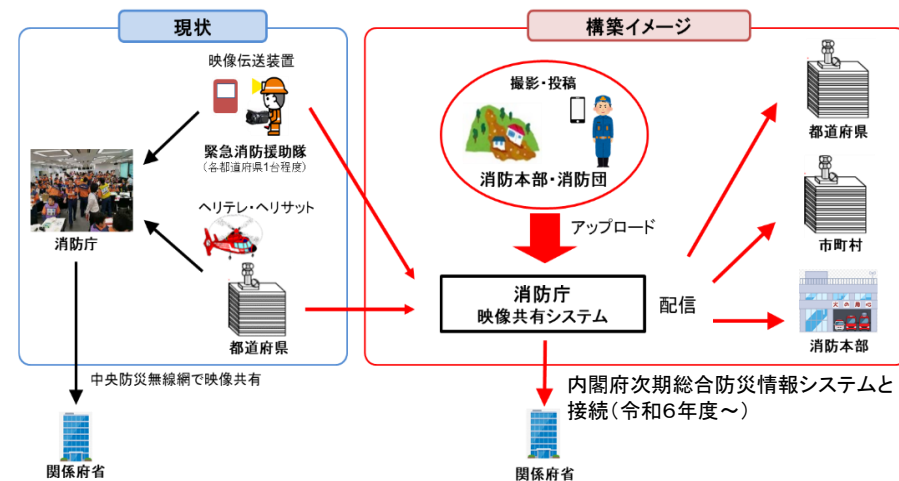 現状
映像伝送装置
緊急消防援助隊
（各都道府県1台程度）
消防庁
ヘリテレ・ヘリサット
都道府県
中央防災無線網で映像共有
関係府省
構築イメージ
撮影・投稿
消防本部・消防団
アップロード
消防庁
映像共有システム
配信
都道府県
市町村
消防本部
内閣府次期総合防災情報システムと
接続（令和６年度～）
関係府省